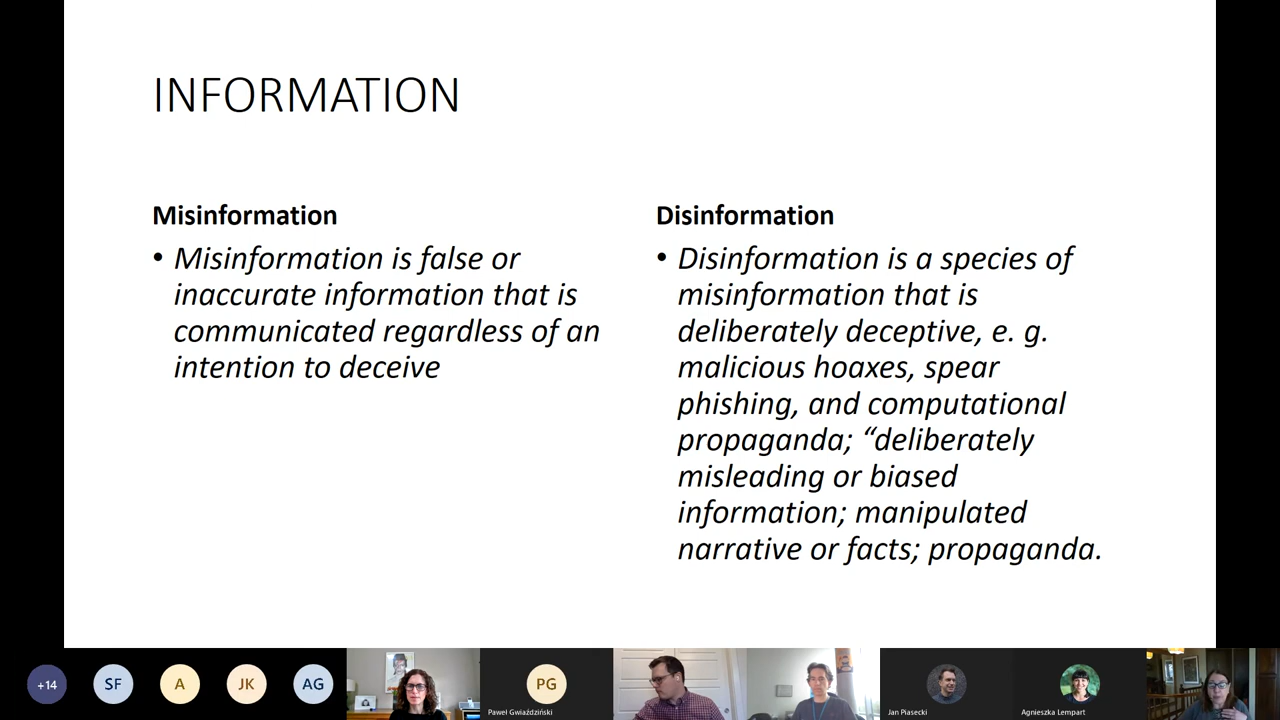 INFORMATION
Misinformation
• Misinformation is false or
inaccurate information that is
communicated regardless of an
intention to deceive
Disinformation
• Disinformation is a species of
misinformation that is
deliberately deceptive, e. g.
malicious hoaxes, spear
phishing, and computational
propaganda; “deliberately
misleading or biased
information; manipulated
narrative or facts; propaganda.
+14
SF
A
JK
AG
PG
Paweł Gwiaździński
Jan Piasecki
Agnieszka Lempart